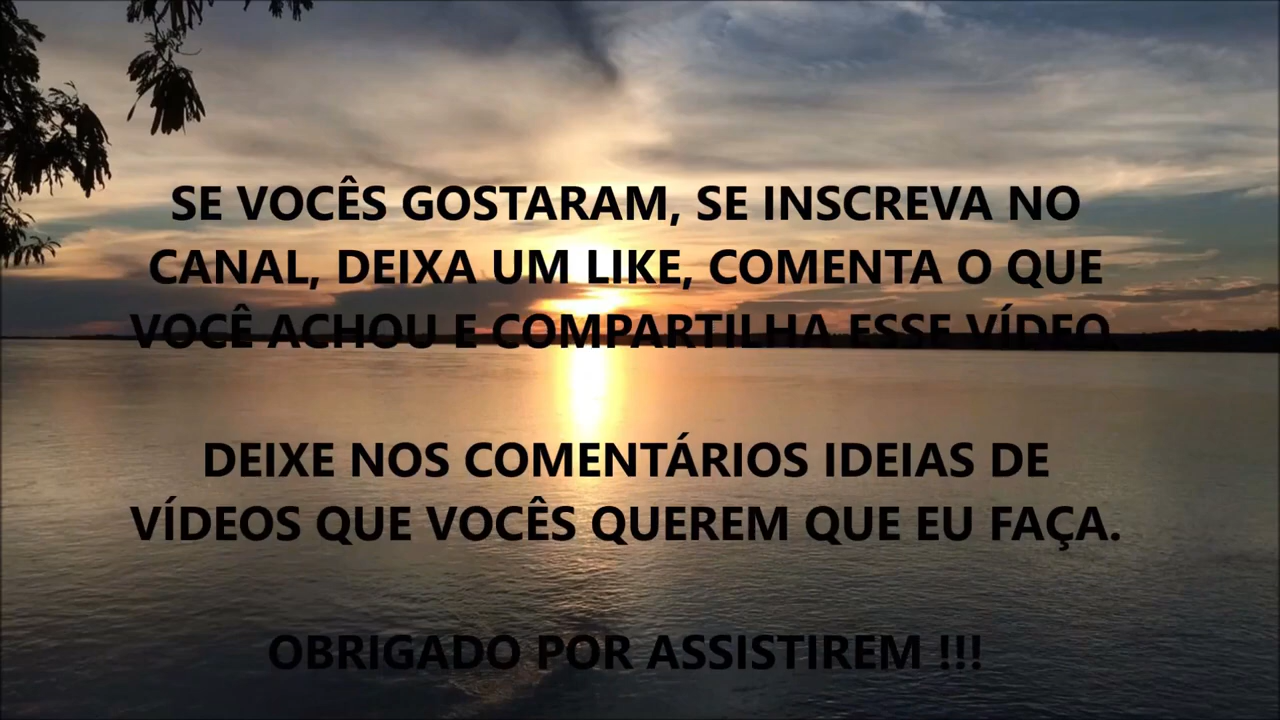 SE VOCÊS GOSTARAM, SE INSCREVA NO
CANAL, DEIXA UM LIKE, COMENTA O QUE
VOCÊ ACHOU E COMPARTILHA ESSE VÍDEO.
DEIXE NOS COMENTÁRIOS IDEIAS DE
VÍDEOS QUE VOCÊS QUEREM QUE EU FAÇA.
OBRIGADO POR ASSISTIREM !!!